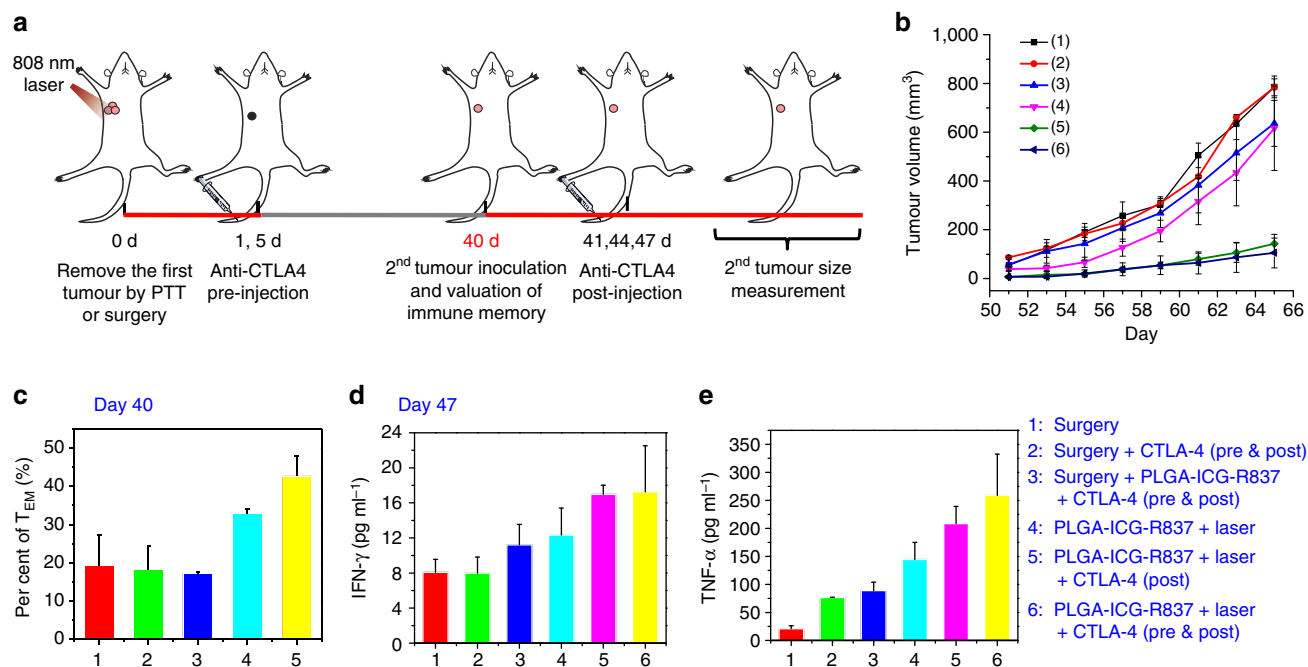 a
808 nm
laser
0 d
1, 5 d
40 d
41,44,47 d
Remove the first
tumour by PTT
or surgery
Anti-CTLA4
pre-injection
2nd tumour inoculation
and valuation of
immune memory
Anti-CTLA4
post-injection
2nd tumour size
measurement
b
Tumour volume (mm3)
1,000
800
600
400
200
0
50 52 54 56 58 60 62 64 66
Day
(1)
(2)
(3)
(4)
(5)
(6)
c
Day 40
Per cent of TEM (%)
50
40
30
20
10
0
1 2 3 4 5
d
Day 47
IFN-γ (pg ml−1)
24
20
16
12
8
4
0
1 2 3 4 5 6
e
TNF-α (pg ml−1)
350
300
250
200
150
100
50
0
1 2 3 4 5 6
1: Surgery
2: Surgery + CTLA-4 (pre & post)
3: Surgery + PLGA-ICG-R837
+ CTLA-4 (pre & post)
4: PLGA-ICG-R837 + laser
5: PLGA-ICG-R837 + laser
+ CTLA-4 (post)
6: PLGA-ICG-R837 + laser
+ CTLA-4 (pre & post)